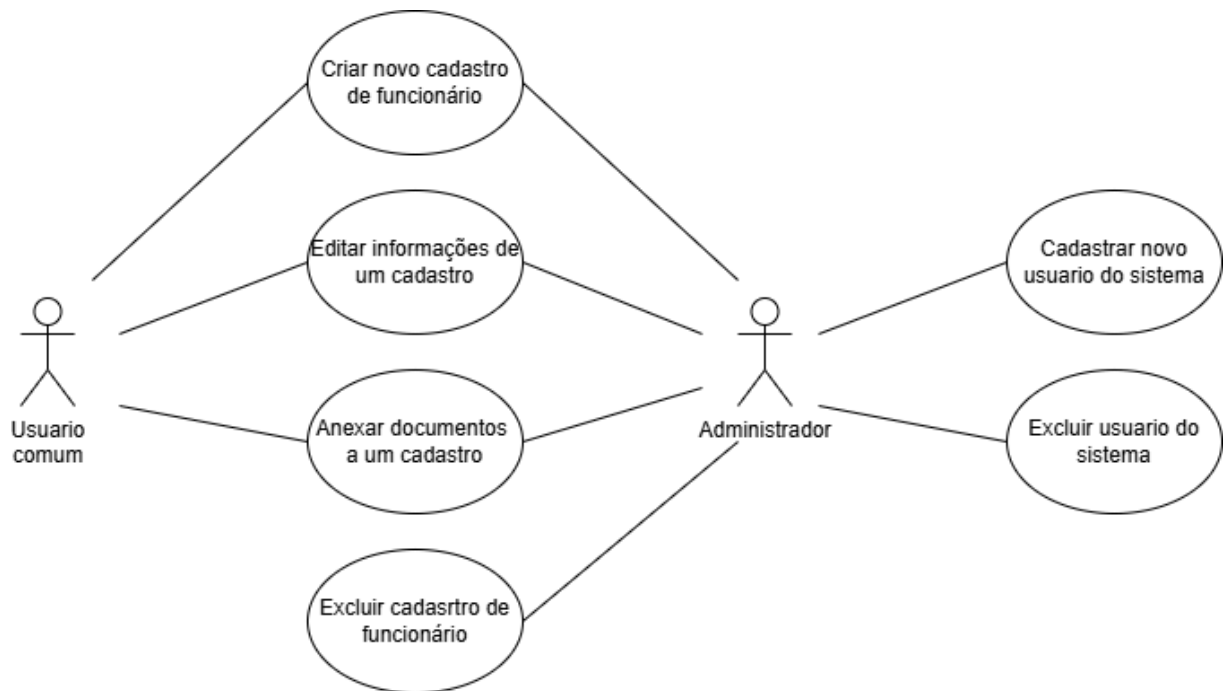 Criar novo cadastro
de funcionário
Editar informações de
um cadastro
Cadastrar novo
usuario do sistema
Usuario
comum
Anexar documentos
a um cadastro
Administrador
Excluir usuario do
sistema
Excluir cadasrtro de
funcionário